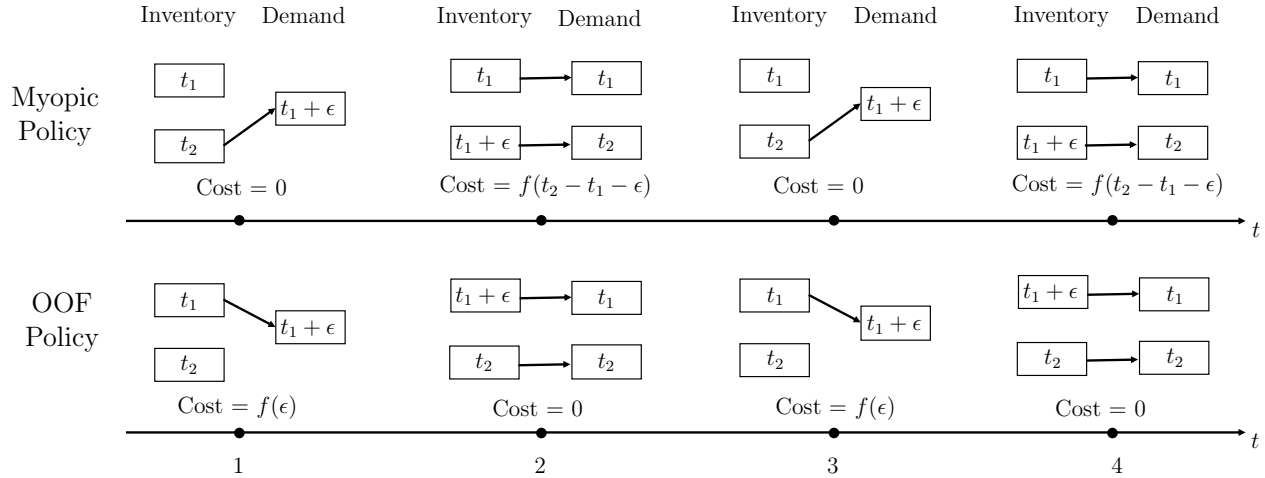 Inventory Demand Inventory Demand Inventory Demand Inventory Demand
Myopic
Policy
t₁
t₂
t₁ + ϵ
Cost = 0
t₁
t₁ + ϵ
t₁
t₂
Cost = f(t₂ − t₁ − ϵ)
t₁
t₂
t₁ + ϵ
Cost = 0
t₁
t₁ + ϵ
t₁
t₂
Cost = f(t₂ − t₁ − ϵ)
t
OOF
Policy
t₁
t₂
t₁ + ϵ
Cost = f(ϵ)
t₁ + ϵ
t₂
t₁
t₂
Cost = 0
t₁
t₂
t₁ + ϵ
Cost = f(ϵ)
t₁ + ϵ
t₂
t₁
t₂
Cost = 0
t
1 2 3 4